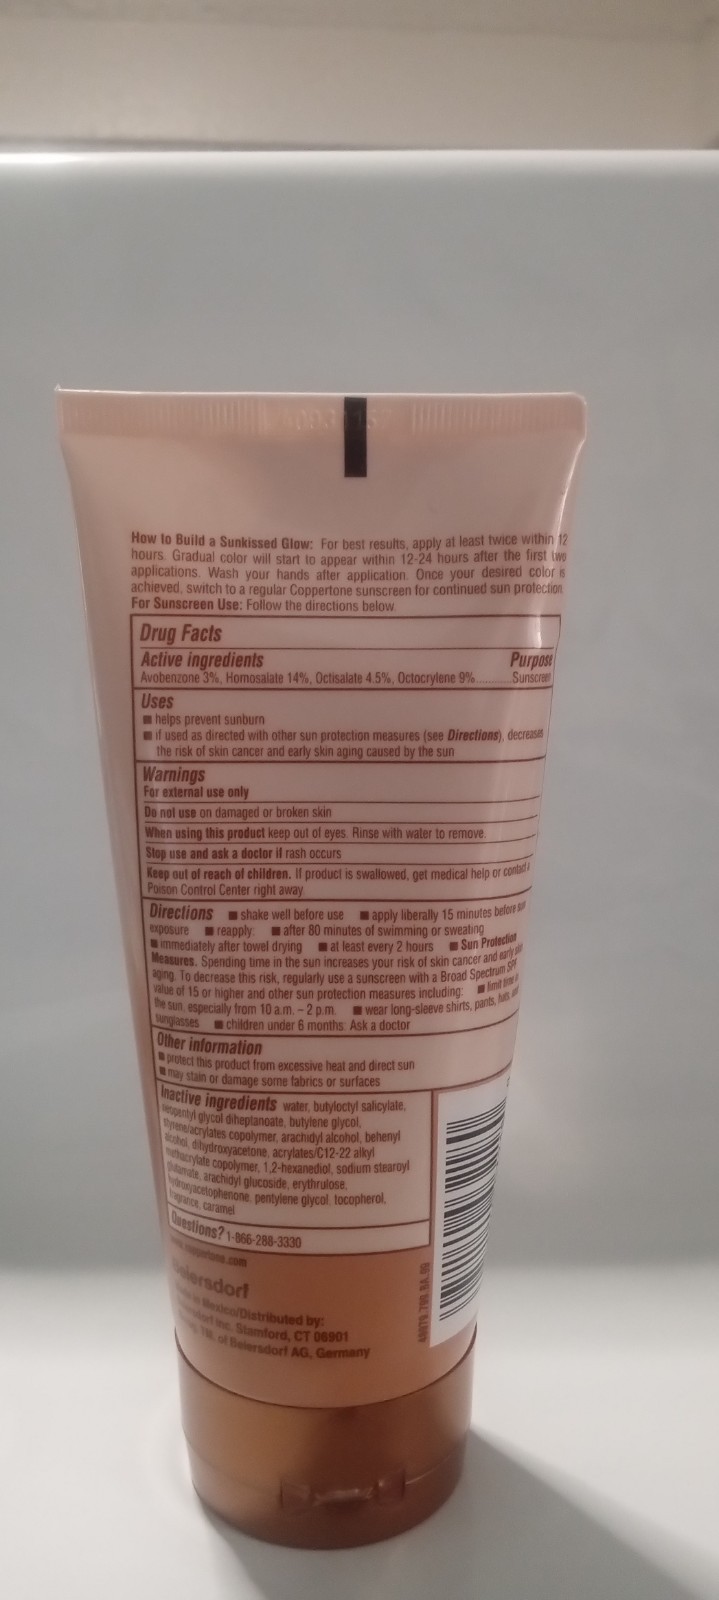 How to Build a Sunkissed Glow: For best results, apply at least twice within 12
hours. Gradual color will start to appear within 12-24 hours after the first two
applications. Wash your hands after application. Once your desired color is
achieved, switch to a regular Coppertone sunscreen for continued sun protection.
For Sunscreen Use: Follow the directions below.
Drug Facts
Active ingredients Purpose
Avobenzone 3%, Homosalate 14%, Octisalate 4.5%, Octocrylene 9%..........Sunscreen
Uses
■ helps prevent sunburn
■ if used as directed with other sun protection measures (see Directions), decreases
the risk of skin cancer and early skin aging caused by the sun
Warnings
For external use only
Do not use on damaged or broken skin
When using this product keep out of eyes. Rinse with water to remove.
Stop use and ask a doctor if rash occurs
Keep out of reach of children. If product is swallowed, get medical help or contact a
Poison Control Center right away.
Directions ■ shake well before use ■ apply liberally 15 minutes before sun
exposure ■ reapply: ■ after 80 minutes of swimming or sweating
■ immediately after towel drying ■ at least every 2 hours ■ Sun Protection
Measures. Spending time in the sun increases your risk of skin cancer and early skin
aging. To decrease this risk, regularly use a sunscreen with a Broad Spectrum SPF
value of 15 or higher and other sun protection measures including: ■ limit time in
the sun, especially from 10 a.m. – 2 p.m. ■ wear long-sleeve shirts, pants, hats, and
sunglasses ■ children under 6 months: Ask a doctor
Other information
■ protect this product from excessive heat and direct sun
■ may stain or damage some fabrics or surfaces
Inactive ingredients water, butyloctyl salicylate,
neopentyl glycol diheptanoate, butylene glycol,
styrene/acrylates copolymer, arachidyl alcohol, behenyl
alcohol, dihydroxyacetone, acrylates/C12-22 alkyl
methacrylate copolymer, 1,2-hexanediol, sodium stearoyl
glutamate, arachidyl glucoside, erythrulose,
hydroxyacetophenone, pentylene glycol, tocopherol,
fragrance, caramel
Questions? 1-866-288-3330
Beiersdorf
in Mexico/Distributed by:
Inc. Stamford, CT 06901
TM. of Beiersdorf AG, Germany